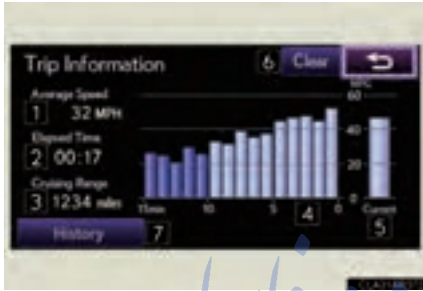 Trip Information
6 Clear
Average Speed
1 32 MPH
MPG
60
Elapsed Time
40
2 00:17
20
Cruising Range
3 1234 miles
15min 10 5 0 Current
4
5
History 7